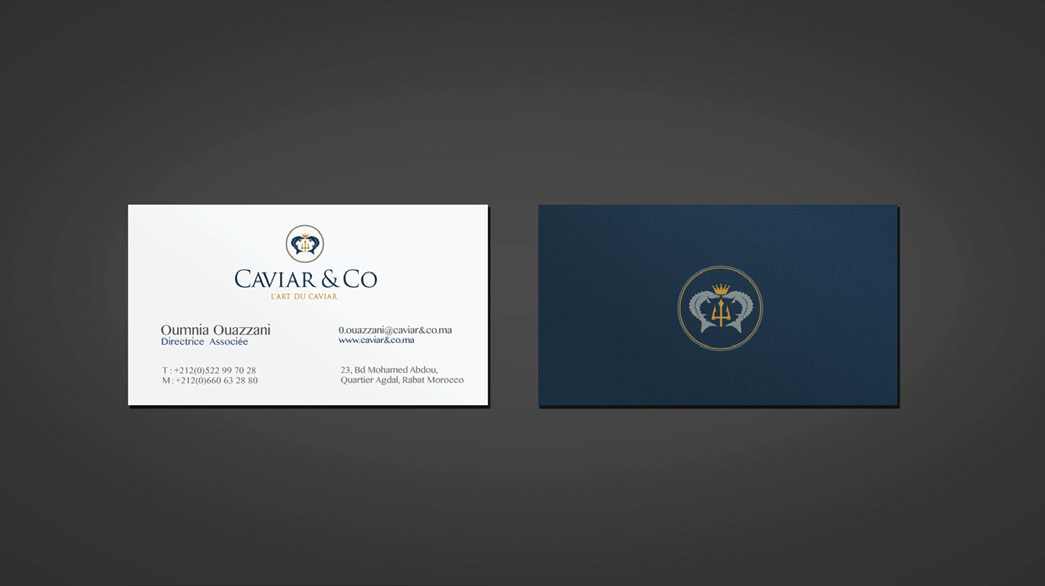 CAVIAR & CO
L'ART DU CAVIAR
Oumnia Ouazzani
Directrice Associée
0.ouazzani@caviar&co.ma
www.caviar&co.ma
T : +212(0)522 99 70 28
M : +212(0)660 63 28 80
23, Bd Mohamed Abdou,
Quartier Agdal, Rabat Morocco